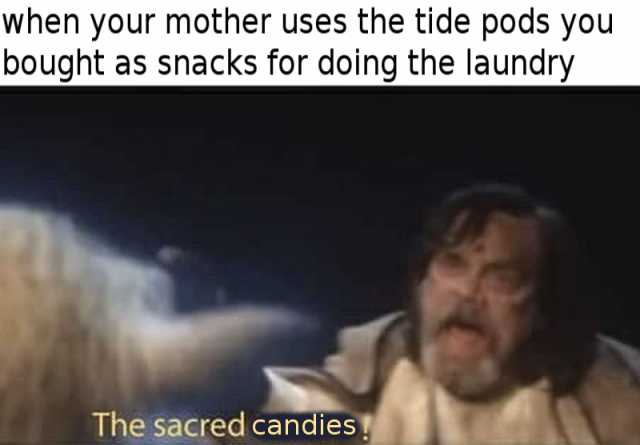 when your mother uses the tide pods you
bought as snacks for doing the laundry
The sacred candies!